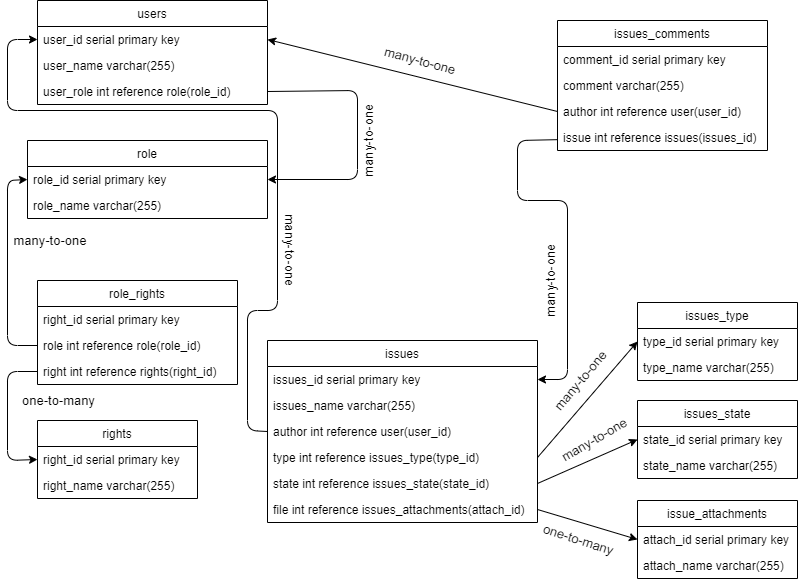 users
user_id serial primary key
user_name varchar(255)
user_role int reference role(role_id)
issues_comments
comment_id serial primary key
comment varchar(255)
author int reference user(user_id)
issue int reference issues(issues_id)
many-to-one
many-to-one
role
role_id serial primary key
role_name varchar(255)
many-to-one
many-to-one
many-to-one
role_rights
right_id serial primary key
role int reference role(role_id)
right int reference rights(right_id)
one-to-many
rights
right_id serial primary key
right_name varchar(255)
issues
issues_id serial primary key
issues_name varchar(255)
author int reference user(user_id)
type int reference issues_type(type_id)
state int reference issues_state(state_id)
file int reference issues_attachments(attach_id)
many-to-one
many-to-one
one-to-many
issues_type
type_id serial primary key
type_name varchar(255)
issues_state
state_id serial primary key
state_name varchar(255)
issue_attachments
attach_id serial primary key
attach_name varchar(255)